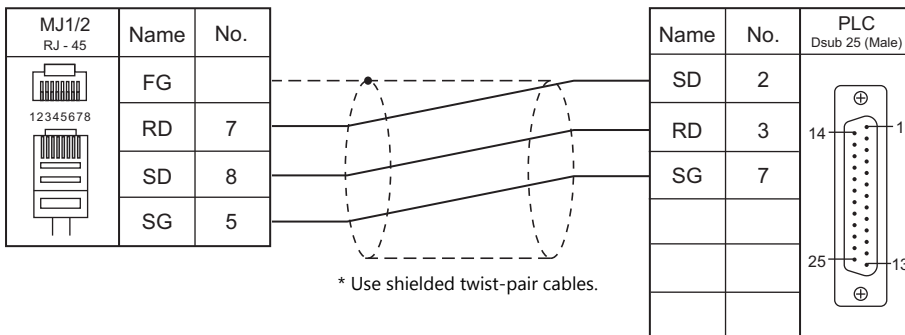 MJ1/2
RJ - 45
Name No.
FG
12345678
RD 7
SD 8
SG 5
* Use shielded twist-pair cables.
Name No.
PLC
Dsub 25 (Male)
SD 2
RD 3
SG 7
14 1
25 13